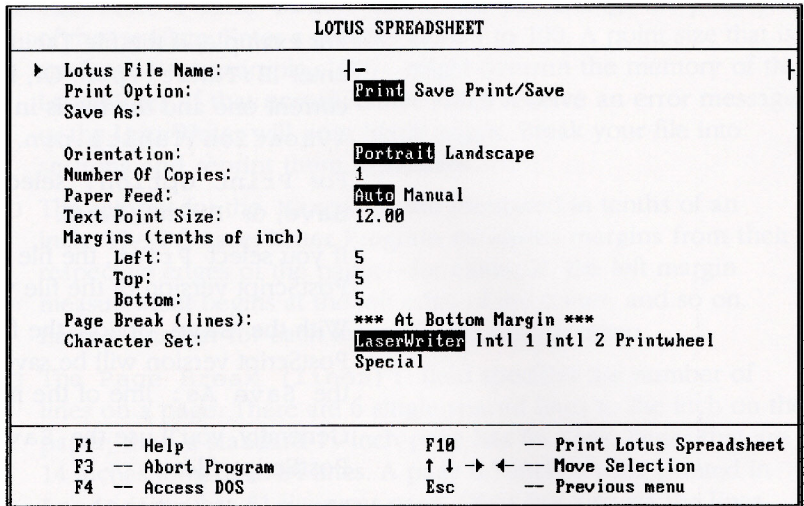 LOTUS SPREADSHEET
Lotus File Name: -
Print Option: Print Save Print/Save
Save As:
Orientation: Portrait Landscape
Number Of Copies: 1
Paper Feed: Auto Manual
Text Point Size: 12.00
Margins (tenths of inch)
Left: 5
Top: 5
Bottom: 5
Page Break (lines): *** At Bottom Margin ***
Character Set: LaserWriter Intl 1 Intl 2 Printwheel
Special
F1 -- Help F10 -- Print Lotus Spreadsheet
F3 -- Abort Program ↑ ↓ → ← -- Move Selection
F4 -- Access DOS Esc -- Previous menu